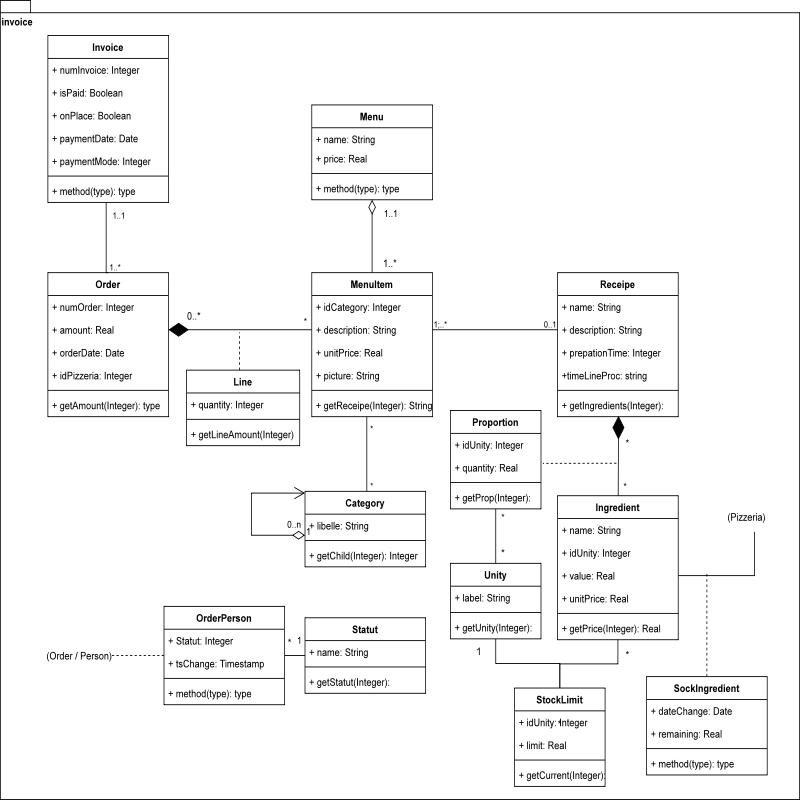 invoice
Invoice
+ numInvoice: Integer
+ isPaid: Boolean
+ onPlace: Boolean
+ paymentDate: Date
+ paymentMode: Integer
+ method(type): type
1..1
1..*
Menu
+ name: String
+ price: Real
+ method(type): type
1..1
1..*
Order
+ numOrder: Integer
+ amount: Real
+ orderDate: Date
+ idPizzeria: Integer
+ getAmount(Integer): type
0..*
*
Line
+ quantity: Integer
+ getLineAmount(Integer)
MenuItem
+ idCategory: Integer
+ description: String
+ unitPrice: Real
+ picture: String
+ getReceipe(Integer): String
1;..*
0..1
Receipe
+ name: String
+ description: String
+ prepationTime: Integer
+timeLineProc: string
+ getIngredients(Integer):
*
*
*
*
Proportion
+ idUnity: Integer
+ quantity: Real
+ getProp(Integer):
*
*
Category
+ libelle: String
+ getChild(Integer): Integer
0..n
1
Ingredient
+ name: String
+ idUnity: Integer
+ value: Real
+ unitPrice: Real
+ getPrice(Integer): Real
(Pizzeria)
Unity
+ label: String
+ getUnity(Integer):
1
*
OrderPerson
+ Statut: Integer
+ tsChange: Timestamp
+ method(type): type
(Order / Person)
* 1
Statut
+ name: String
+ getStatut(Integer):
StockLimit
+ idUnity: Integer
+ limit: Real
+ getCurrent(Integer):
SockIngredient
+ dateChange: Date
+ remaining: Real
+ method(type): type